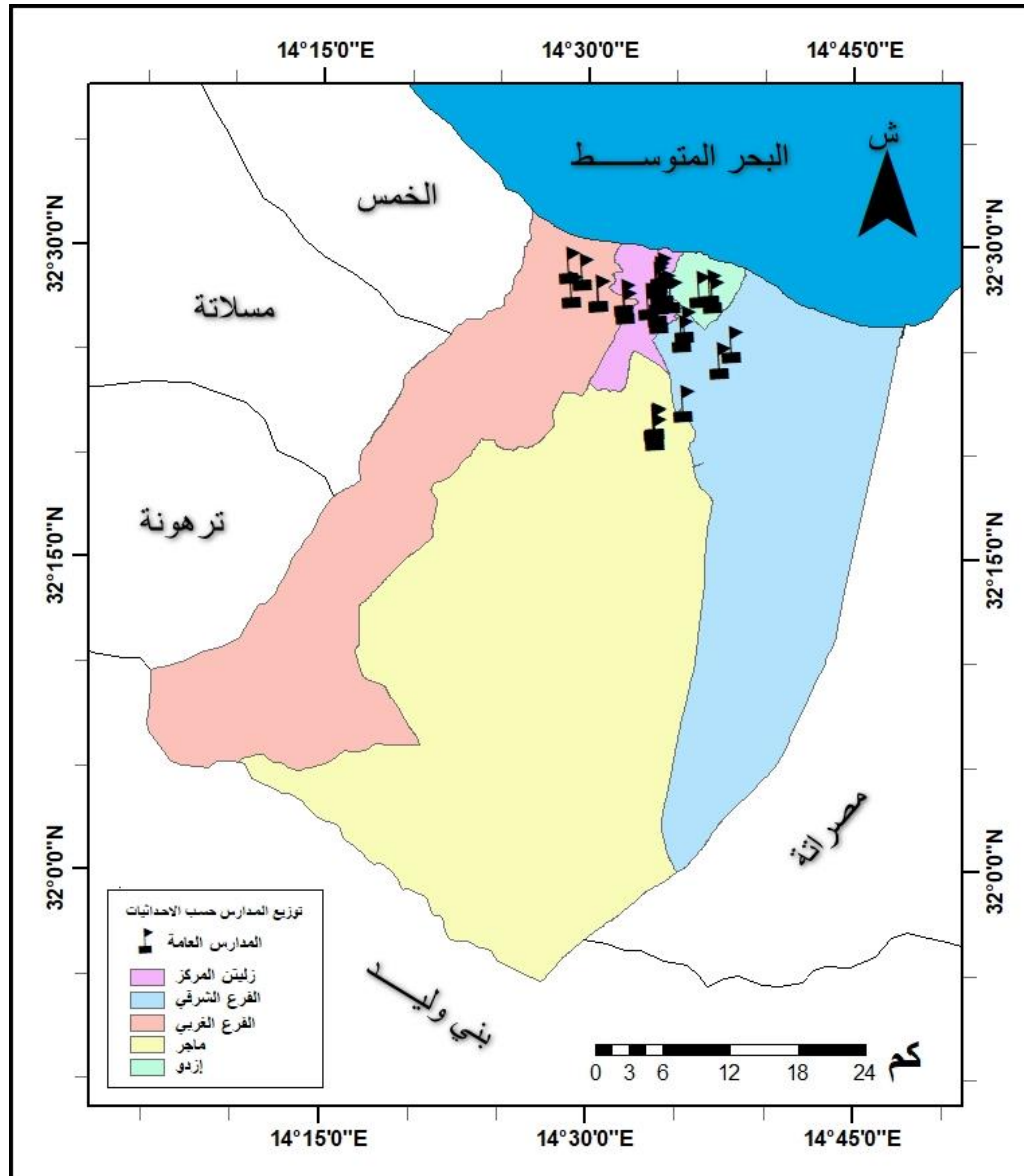 14°15'0"E 14°30'0"E 14°45'0"E
ش
البحر المتوســــــط
الخمس
32°30'0"N 32°30'0"N
مسلاتة
ترهونة
32°15'0"N 32°15'0"N
مصراتة
32°0'0"N 32°0'0"N
توزيع المدارس حسب الاحداثيات
المدارس العامة
زليتن المركز
الفرع الشرقي
الفرع الغربي
ماجر
إزدو
بني وليــــــد
كم
0 3 6 12 18 24
14°15'0"E 14°30'0"E 14°45'0"E